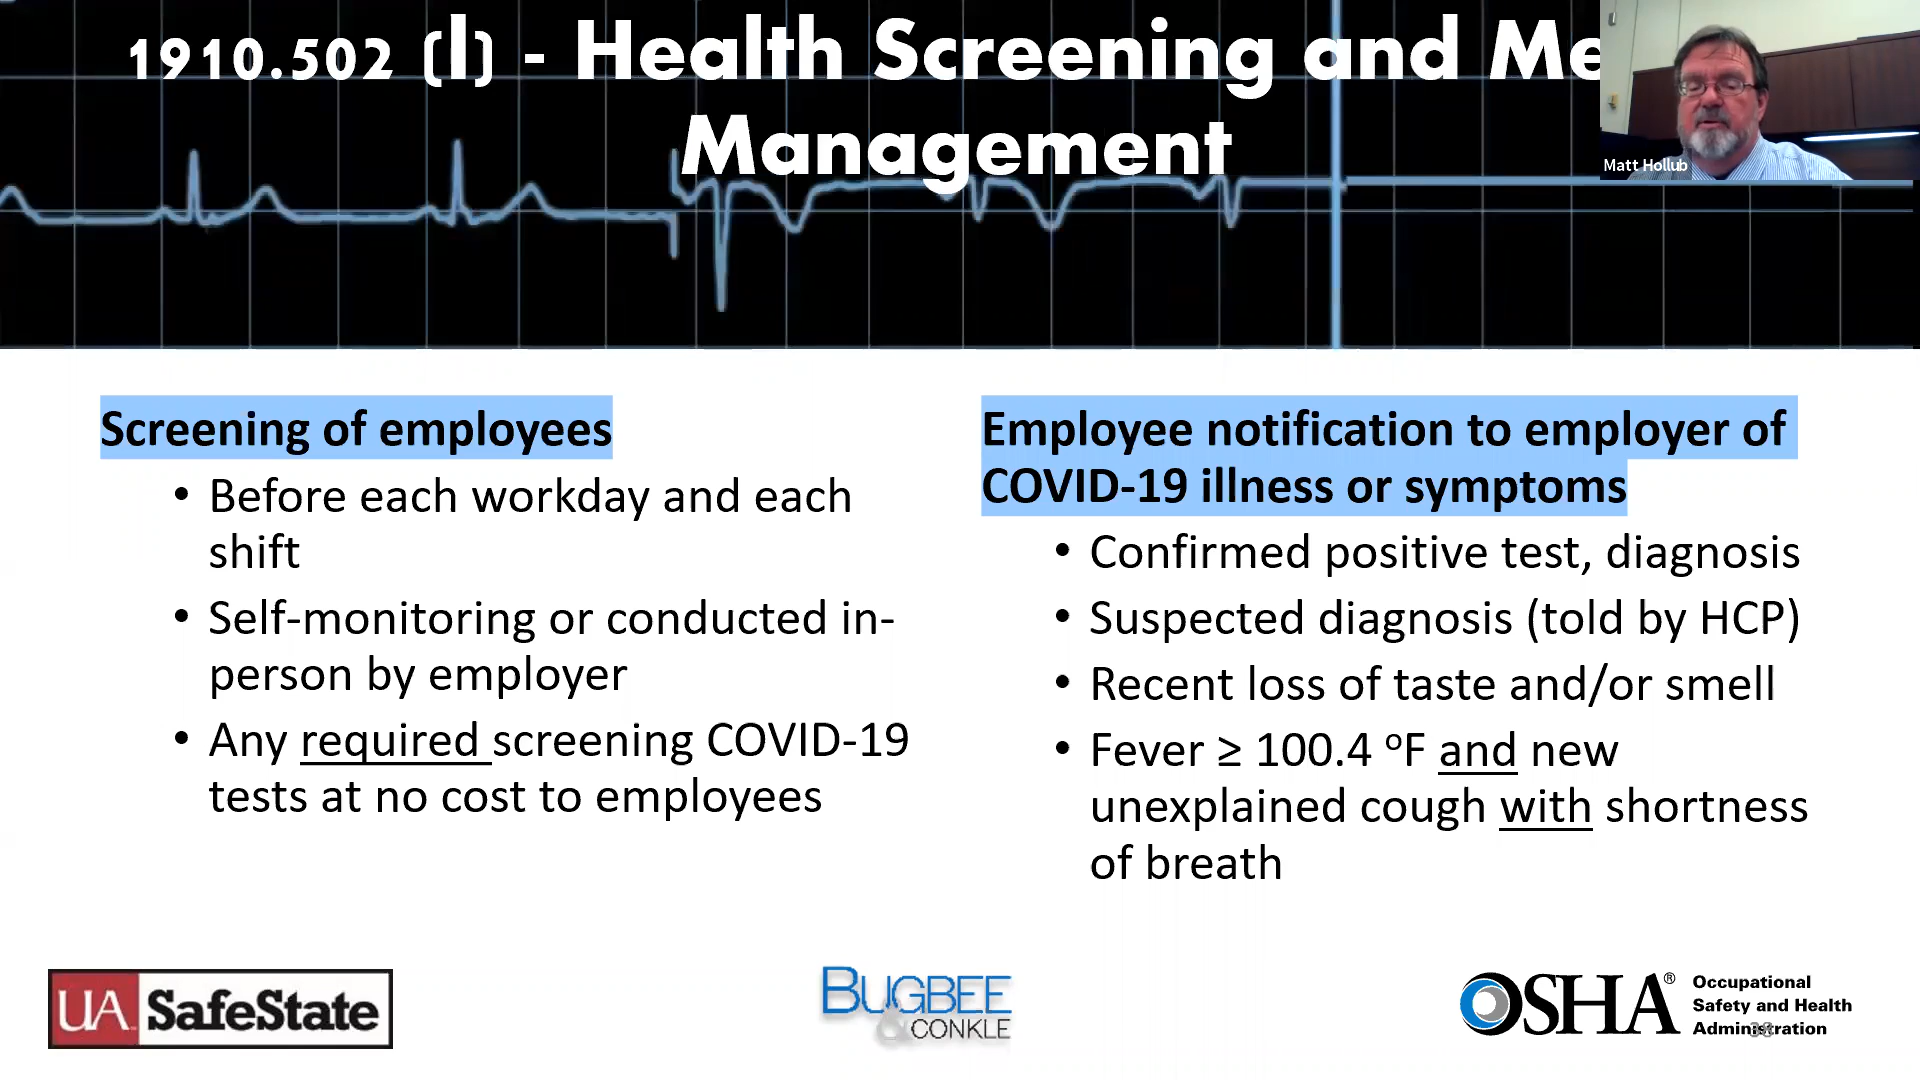 1910.502 (l) - Health Screening and Me
Management
Matt Hollub
Screening of employees
• Before each workday and each
shift
• Self-monitoring or conducted in-
person by employer
• Any required screening COVID-19
tests at no cost to employees
Employee notification to employer of
COVID-19 illness or symptoms
• Confirmed positive test, diagnosis
• Suspected diagnosis (told by HCP)
• Recent loss of taste and/or smell
• Fever ≥ 100.4 ºF and new
unexplained cough with shortness
of breath
UA SafeState
BUGBEE
& CONKLE
OSHA®
Occupational
Safety and Health
Administration